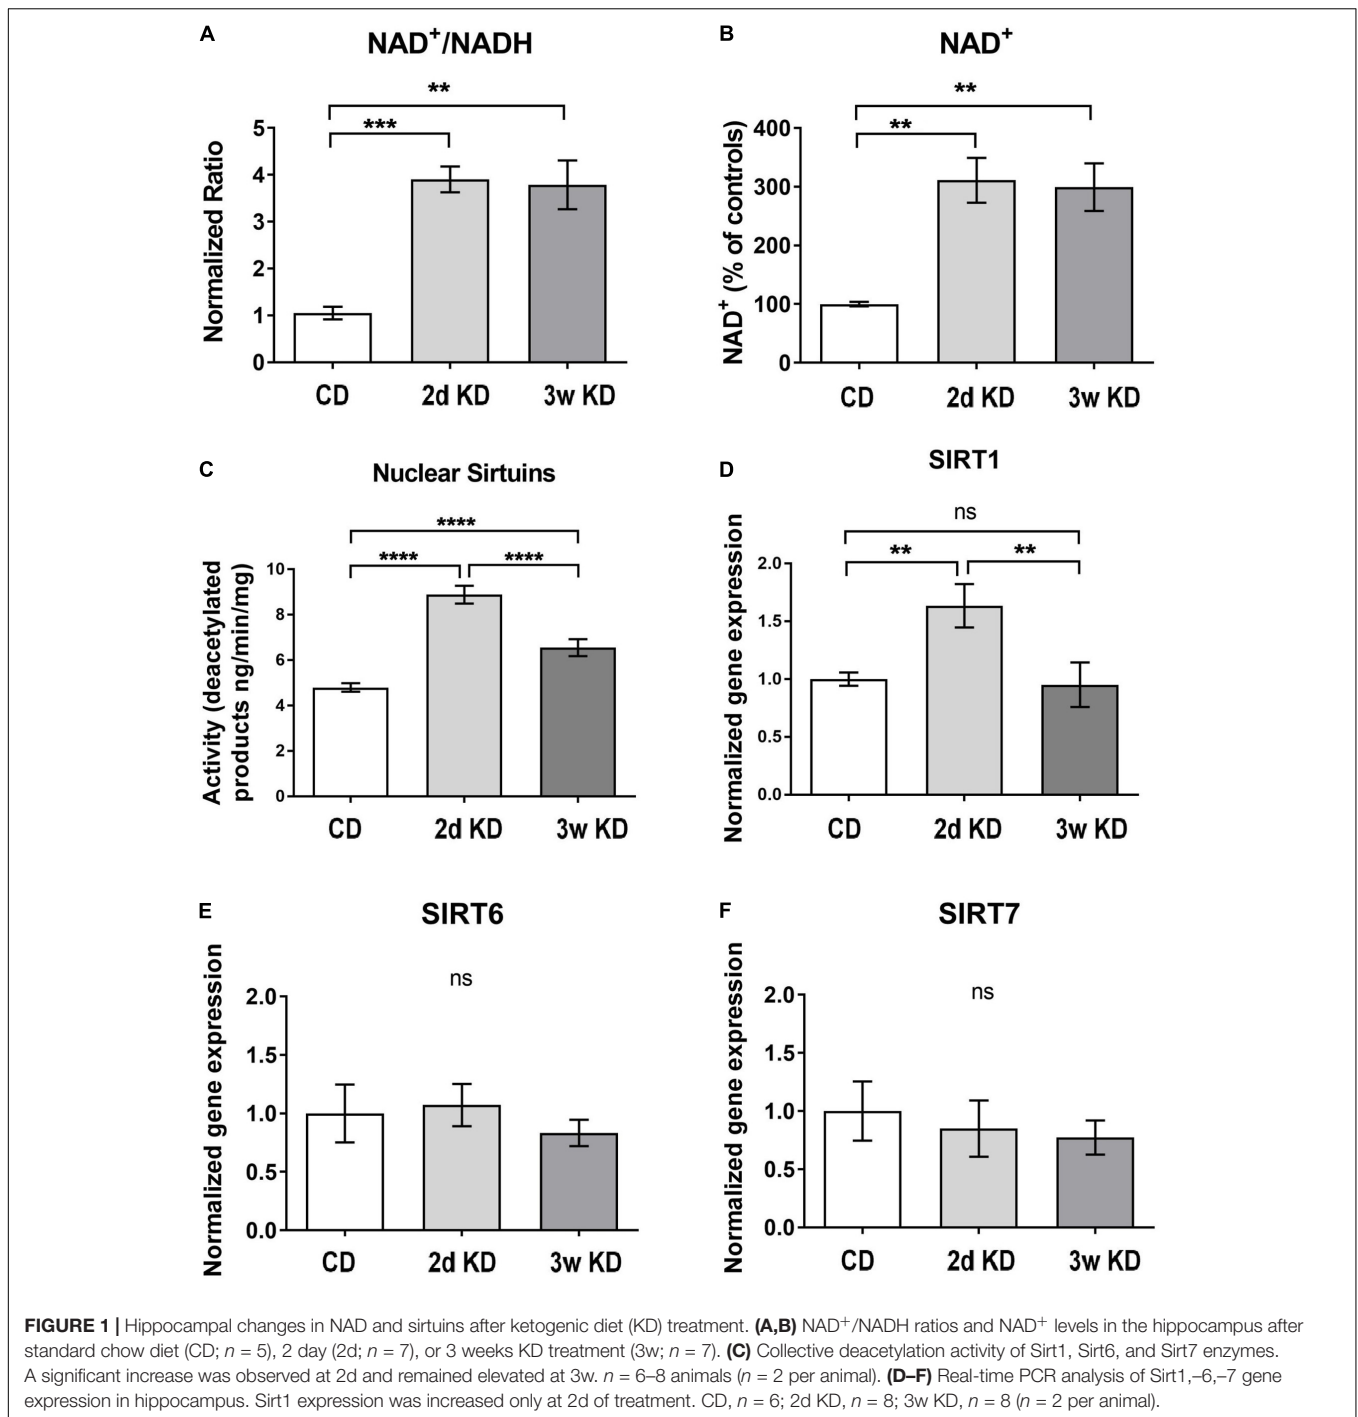 A
NAD+/NADH
**
***
Normalized Ratio
5
4
3
2
1
0
CD
2d KD
3w KD
B
NAD+
**
**
NAD+ (% of controls)
400
300
200
100
0
CD
2d KD
3w KD
C
Nuclear Sirtuins
****
****
****
Activity (deacetylated
products ng/min/mg)
10
8
6
4
2
0
CD
2d KD
3w KD
D
SIRT1
ns
**
**
Normalized gene expression
2.0
1.5
1.0
0.5
0.0
CD
2d KD
3w KD
E
SIRT6
ns
Normalized gene expression
2.0
1.5
1.0
0.5
0.0
CD
2d KD
3w KD
F
SIRT7
ns
Normalized gene expression
2.0
1.5
1.0
0.5
0.0
CD
2d KD
3w KD
FIGURE 1 | Hippocampal changes in NAD and sirtuins after ketogenic diet (KD) treatment. (A,B) NAD+/NADH ratios and NAD+ levels in the hippocampus after
standard chow diet (CD; n = 5), 2 day (2d; n = 7), or 3 weeks KD treatment (3w; n = 7). (C) Collective deacetylation activity of Sirt1, Sirt6, and Sirt7 enzymes.
A significant increase was observed at 2d and remained elevated at 3w. n = 6–8 animals (n = 2 per animal). (D–F) Real-time PCR analysis of Sirt1,–6,–7 gene
expression in hippocampus. Sirt1 expression was increased only at 2d of treatment. CD, n = 6; 2d KD, n = 8; 3w KD, n = 8 (n = 2 per animal).